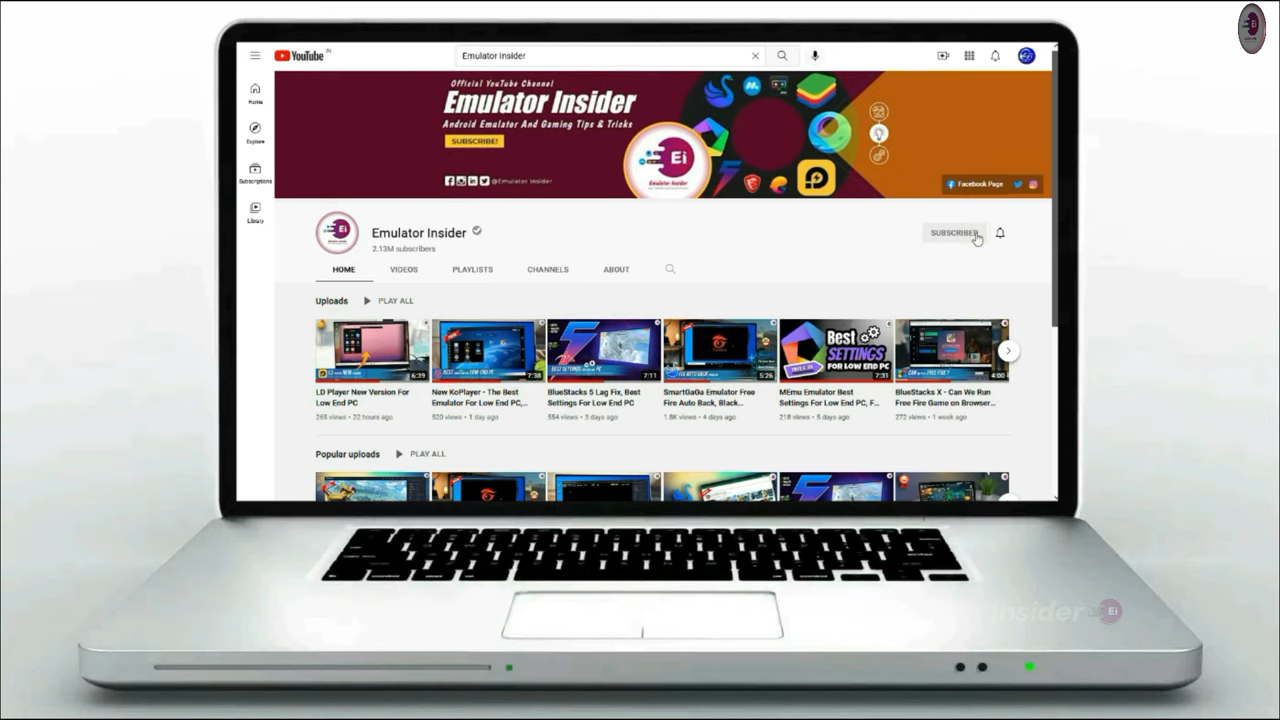 YouTube IN
Emulator Insider
Home
Explore
Subscriptions
Library
Official YouTube Channel
Emulator Insider
Android Emulator And Gaming Tips & Tricks
SUBSCRIBE!
@Emulator Insider
Ei
Emulator Insider
Facebook Page
Emulator Insider
2.13M subscribers
SUBSCRIBED
HOME VIDEOS PLAYLISTS CHANNELS ABOUT
Uploads PLAY ALL
6:39 7:38 7:11 5:26 7:31 4:00
Best
SETTINGS
FOR LOW END PC
LD Player New Version For
Low End PC
265 views • 22 hours ago
New KoPlayer - The Best
Emulator For Low End PC,...
520 views • 1 day ago
BlueStacks 5 Lag Fix, Best
Settings For Low End PC
554 views • 3 days ago
SmartGaGa Emulator Free
Fire Auto Back, Black...
1.8K views • 4 days ago
MEmu Emulator Best
Settings For Low End PC, F...
218 views • 5 days ago
BlueStacks X - Can We Run
Free Fire Game on Browser...
272 views • 1 week ago
Popular uploads PLAY ALL
Insider Ei